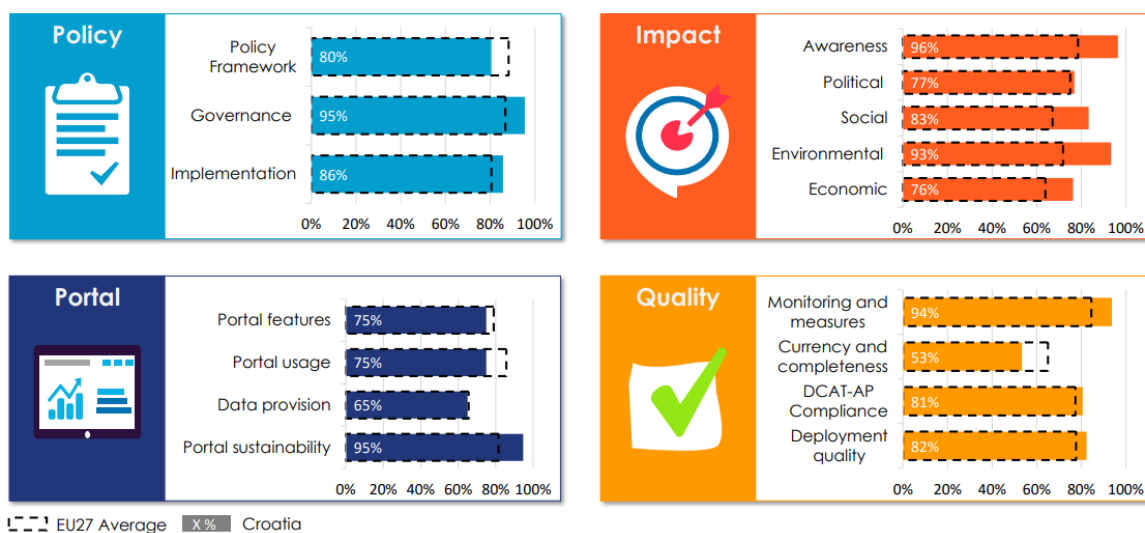 Policy
Policy
Framework
80%
Governance
95%
Implementation
86%
0% 20% 40% 60% 80% 100%
Impact
Awareness
96%
Political
77%
Social
83%
Environmental
93%
Economic
76%
0% 20% 40% 60% 80% 100%
Portal
Portal features
75%
Portal usage
75%
Data provision
65%
Portal sustainability
95%
0% 20% 40% 60% 80% 100%
Quality
Monitoring and
measures
94%
Currency and
completeness
53%
DCAT-AP
Compliance
81%
Deployment
quality
82%
0% 20% 40% 60% 80% 100%
EU27 Average X % Croatia